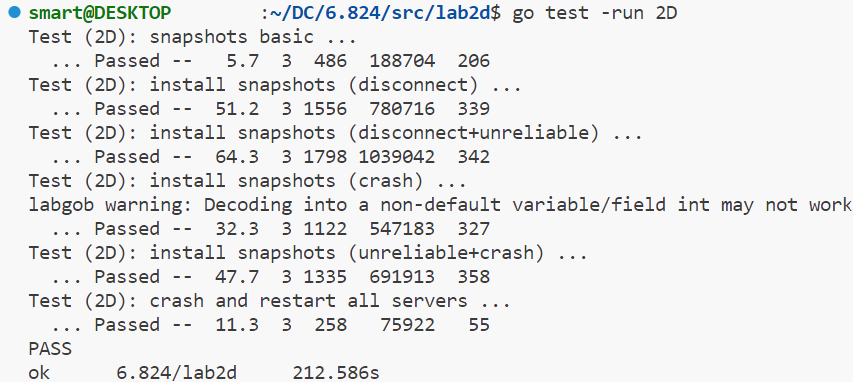 smart@DESKTOP :~/DC/6.824/src/lab2d$ go test -run 2D
Test (2D): snapshots basic ...
  ... Passed --   5.7  3  486  188704  206
Test (2D): install snapshots (disconnect) ...
  ... Passed --  51.2  3 1556  780716  339
Test (2D): install snapshots (disconnect+unreliable) ...
  ... Passed --  64.3  3 1798 1039042  342
Test (2D): install snapshots (crash) ...
labgob warning: Decoding into a non-default variable/field int may not work
  ... Passed --  32.3  3 1122  547183  327
Test (2D): install snapshots (unreliable+crash) ...
  ... Passed --  47.7  3 1335  691913  358
Test (2D): crash and restart all servers ...
  ... Passed --  11.3  3  258   75922   55
PASS
ok      6.824/lab2d     212.586s